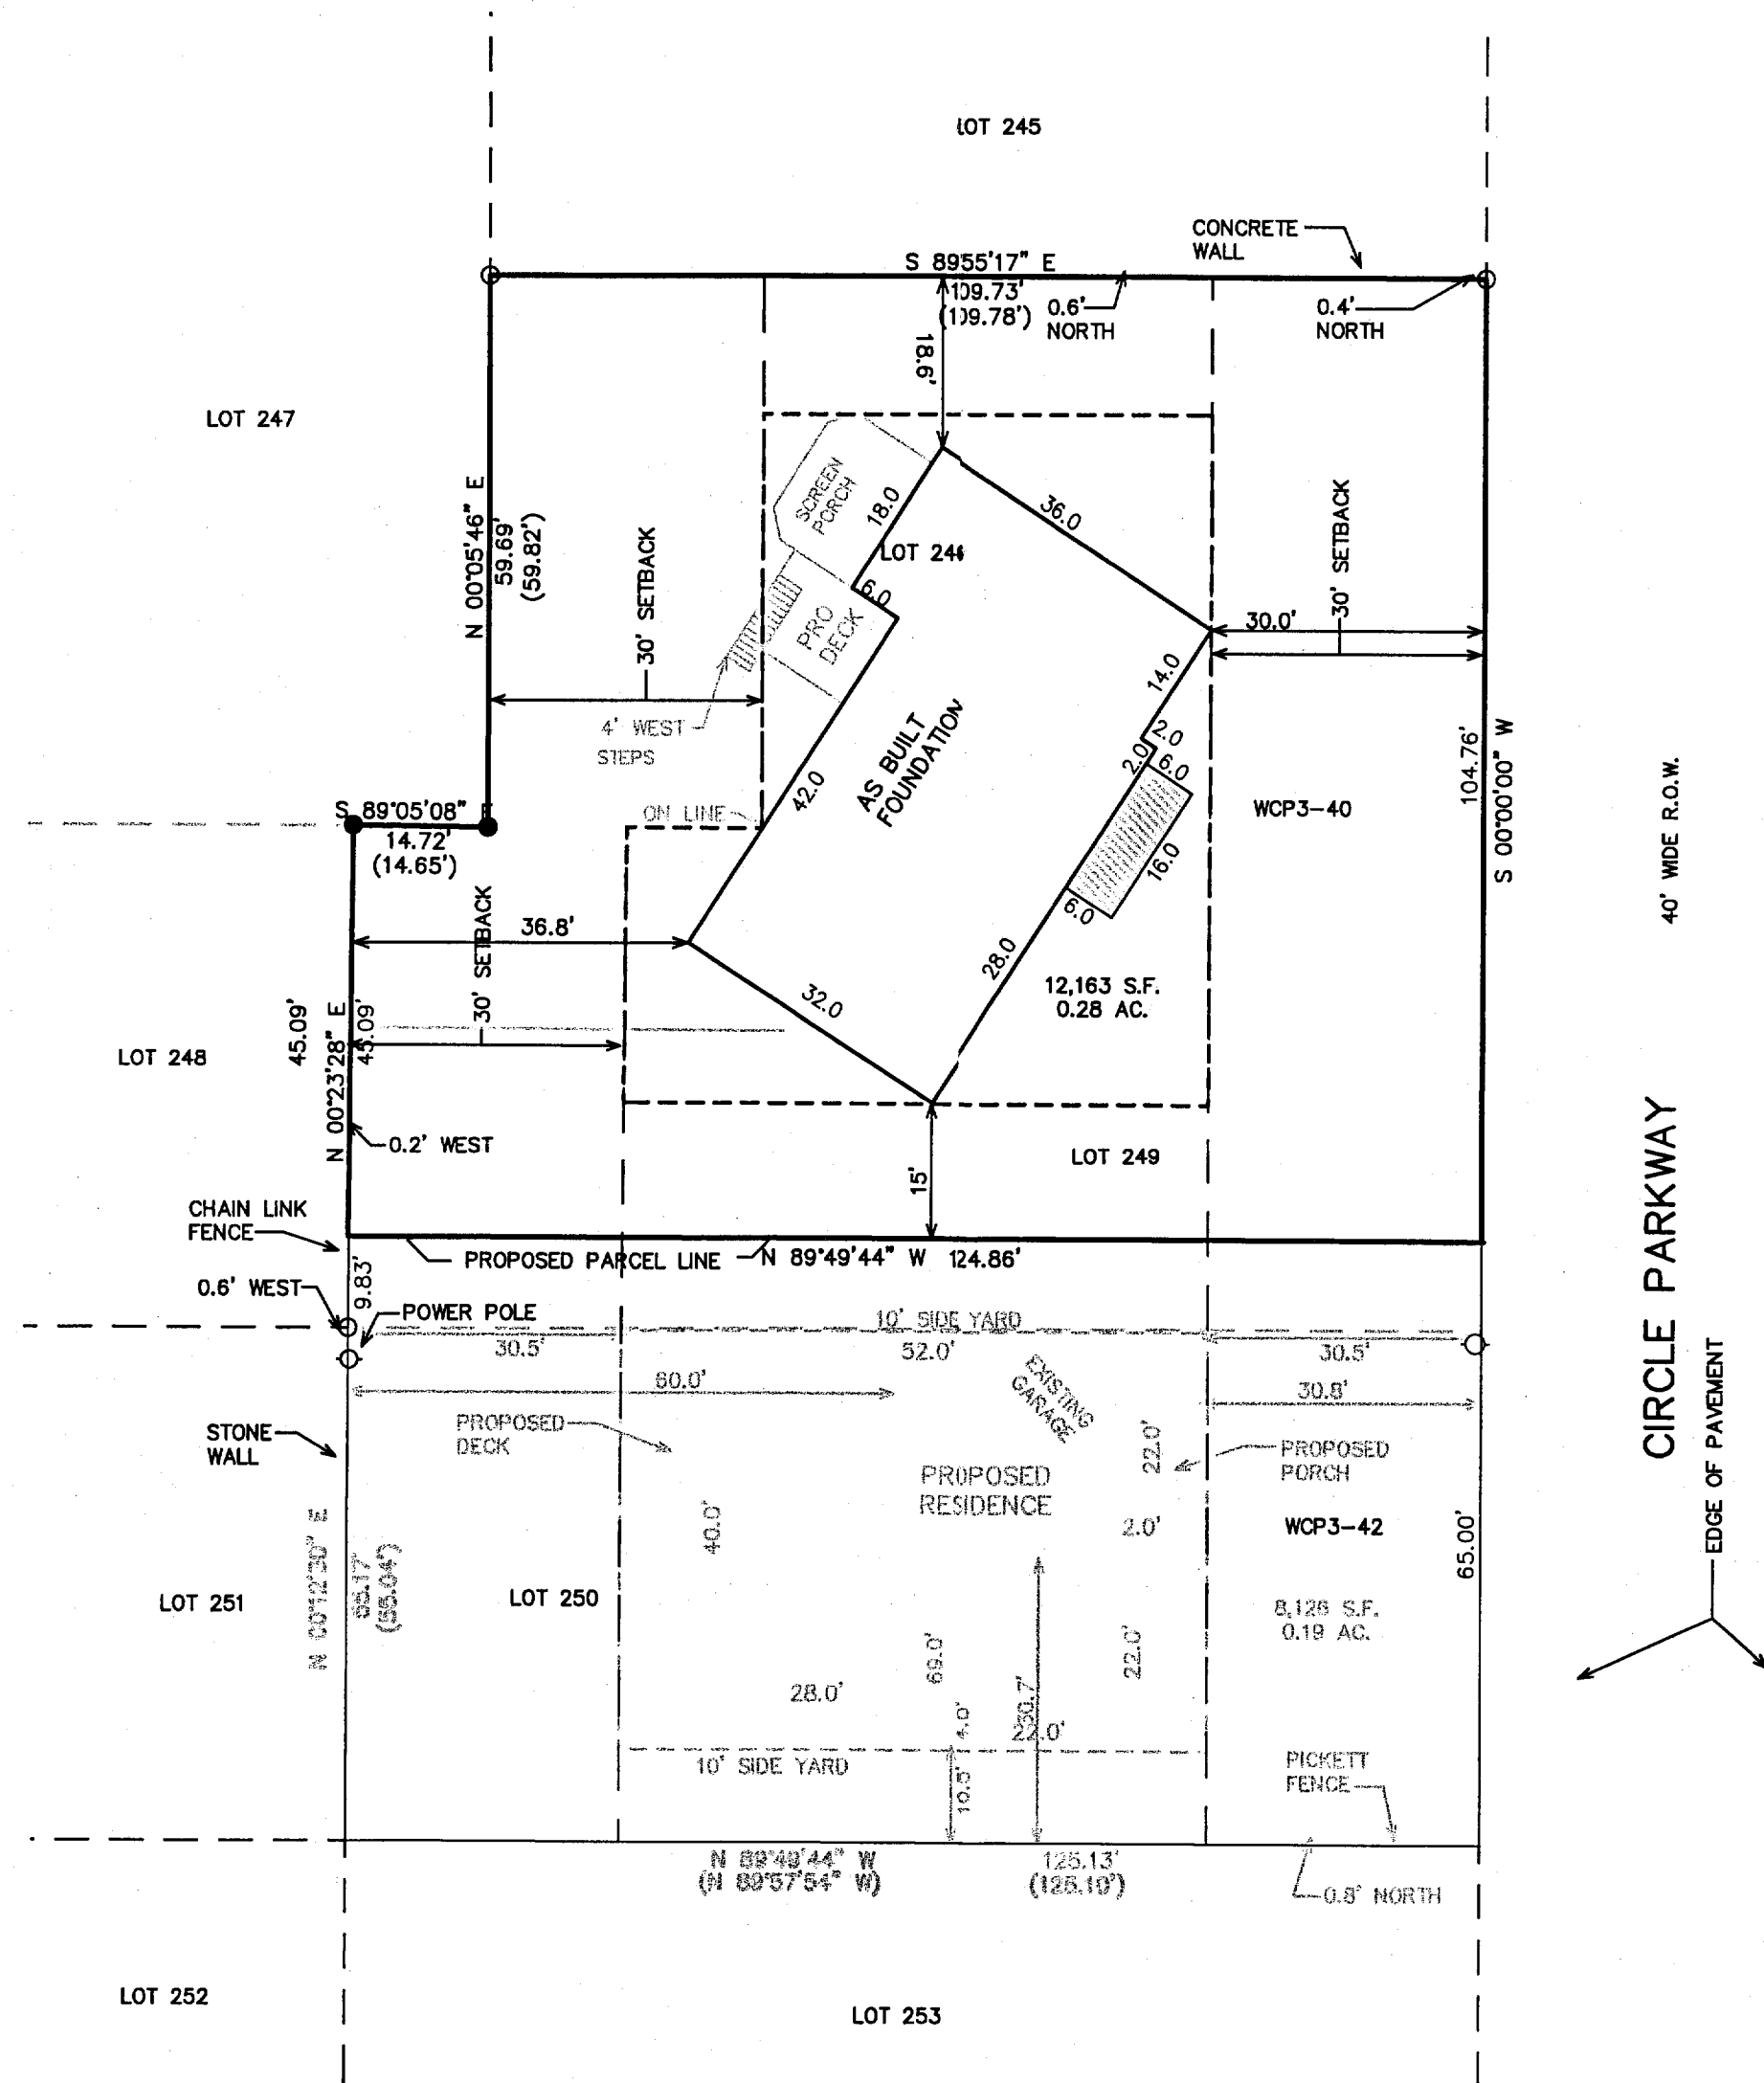 LOT 245
CONCRETE
WALL
S 89°55'17" E
109.73'
(109.78')
0.6'
NORTH
0.4'
NORTH
18.6'
LOT 247
N 00°05'46" E
59.69'
(59.82')
30' SETBACK
SCREEN
PORCH
18.0
36.0
LOT 246
6.0
PRO
DECK
30.0'
30' SETBACK
14.0
4' WEST
STEPS
2.0
2.0
6.0
AS BUILT
FOUNDATION
42.0
16.0
6.0
WCP3-40
104.76'
S 00°00'00" W
40' WIDE R.O.W.
ON LINE
S 89°05'08" E
14.72'
(14.65')
36.8'
30' SETBACK
32.0
28.0
12,163 S.F.
0.28 AC.
45.09'
N 00°23'28" E
45.09'
LOT 248
0.2' WEST
15'
LOT 249
CHAIN LINK
FENCE
PROPOSED PARCEL LINE
N 89°49'44" W 124.86'
9.83'
0.6' WEST
POWER POLE
10' SIDE YARD
30.5'
52.0'
30.5'
60.0'
EXISTING
GARAGE
30.8'
STONE
WALL
PROPOSED
DECK
22.0'
PROPOSED
PORCH
PROPOSED
RESIDENCE
40.0'
2.0'
WCP3-42
65.00'
CIRCLE PARKWAY
EDGE OF PAVEMENT
N 00°12'30" E
65.17'
LOT 251
LOT 250
8,126 S.F.
0.19 AC.
69.0'
22.0'
28.0'
4.0'
22.0'
10' SIDE YARD
10.5'
PICKETT
FENCE
N 89°49'44" W
(N 89°57'54" W)
125.13'
(125.19')
0.8' NORTH
LOT 252
LOT 253